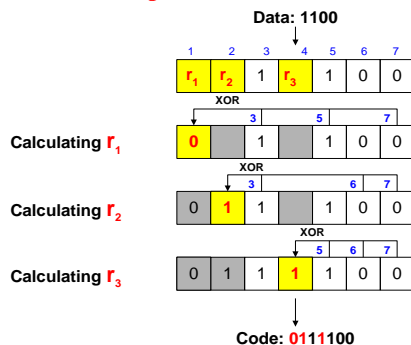 Data: 1100
1 2 3 4 5 6 7
r1 r2 1 r3 1 0 0
XOR
3 5 7
Calculating r1 0 1 1 0 0
XOR
3 6 7
Calculating r2 0 1 1 1 0 0
XOR
5 6 7
Calculating r3 0 1 1 1 1 0 0
Code: 0111100